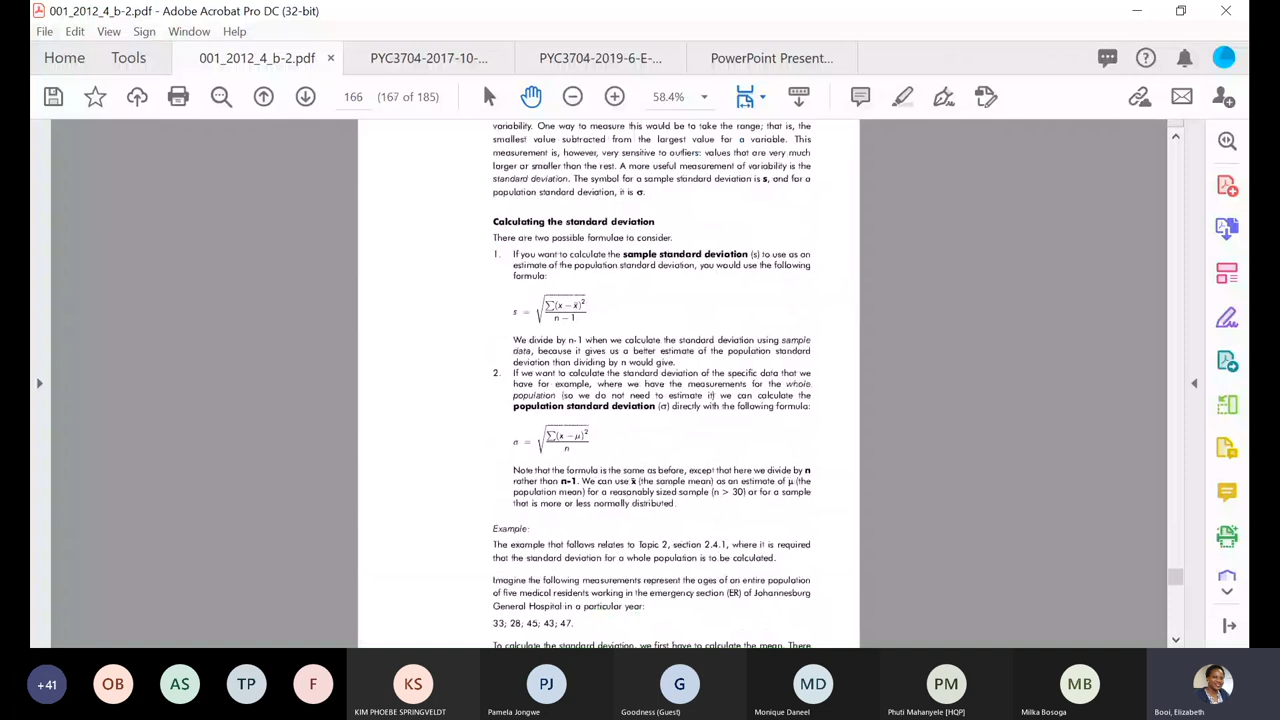 001_2012_4_b-2.pdf - Adobe Acrobat Pro DC (32-bit)
File Edit View Sign Window Help
Home Tools 001_2012_4_b-2.pdf × PYC3704-2017-10-... PYC3704-2019-6-E-... PowerPoint Present...
166 (167 of 185) 58.4%
variability. One way to measure this would be to take the range; that is, the
smallest value subtracted from the largest value for a variable. This
measurement is, however, very sensitive to outliers: values that are very much
larger or smaller than the rest. A more useful measurement of variability is the
standard deviation. The symbol for a sample standard deviation is s, and for a
population standard deviation, it is σ.
Calculating the standard deviation
There are two possible formulae to consider.
1. If you want to calculate the sample standard deviation (s) to use as an
estimate of the population standard deviation, you would use the following
formula:
s = √∑(x − x̄)²
n − 1
We divide by n-1 when we calculate the standard deviation using sample
data, because it gives us a better estimate of the population standard
deviation than dividing by n would give.
2. If we want to calculate the standard deviation of the specific data that we
have for example, where we have the measurements for the whole
population (so we do not need to estimate it) we can calculate the
population standard deviation (σ) directly with the following formula:
σ = √∑(x − μ)²
n
Note that the formula is the same as before, except that here we divide by n
rather than n-1. We can use x̄ (the sample mean) as an estimate of μ (the
population mean) for a reasonably sized sample (n > 30) or for a sample
that is more or less normally distributed.
Example:
The example that follows relates to Topic 2, section 2.4.1, where it is required
that the standard deviation for a whole population is to be calculated.
Imagine the following measurements represent the ages of an entire population
of five medical residents working in the emergency section (ER) of Johannesburg
General Hospital in a particular year:
33; 28; 45; 43; 47.
To calculate the standard deviation, we first have to calculate the mean. There
+41 OB AS TP F KS PJ G MD PM MB
KIM PHOEBE SPRINGVELDT Pamela Jongwe Goodness (Guest) Monique Daneel Phuti Mahanyele [HQP] Milka Bosoga Booi, Elizabeth